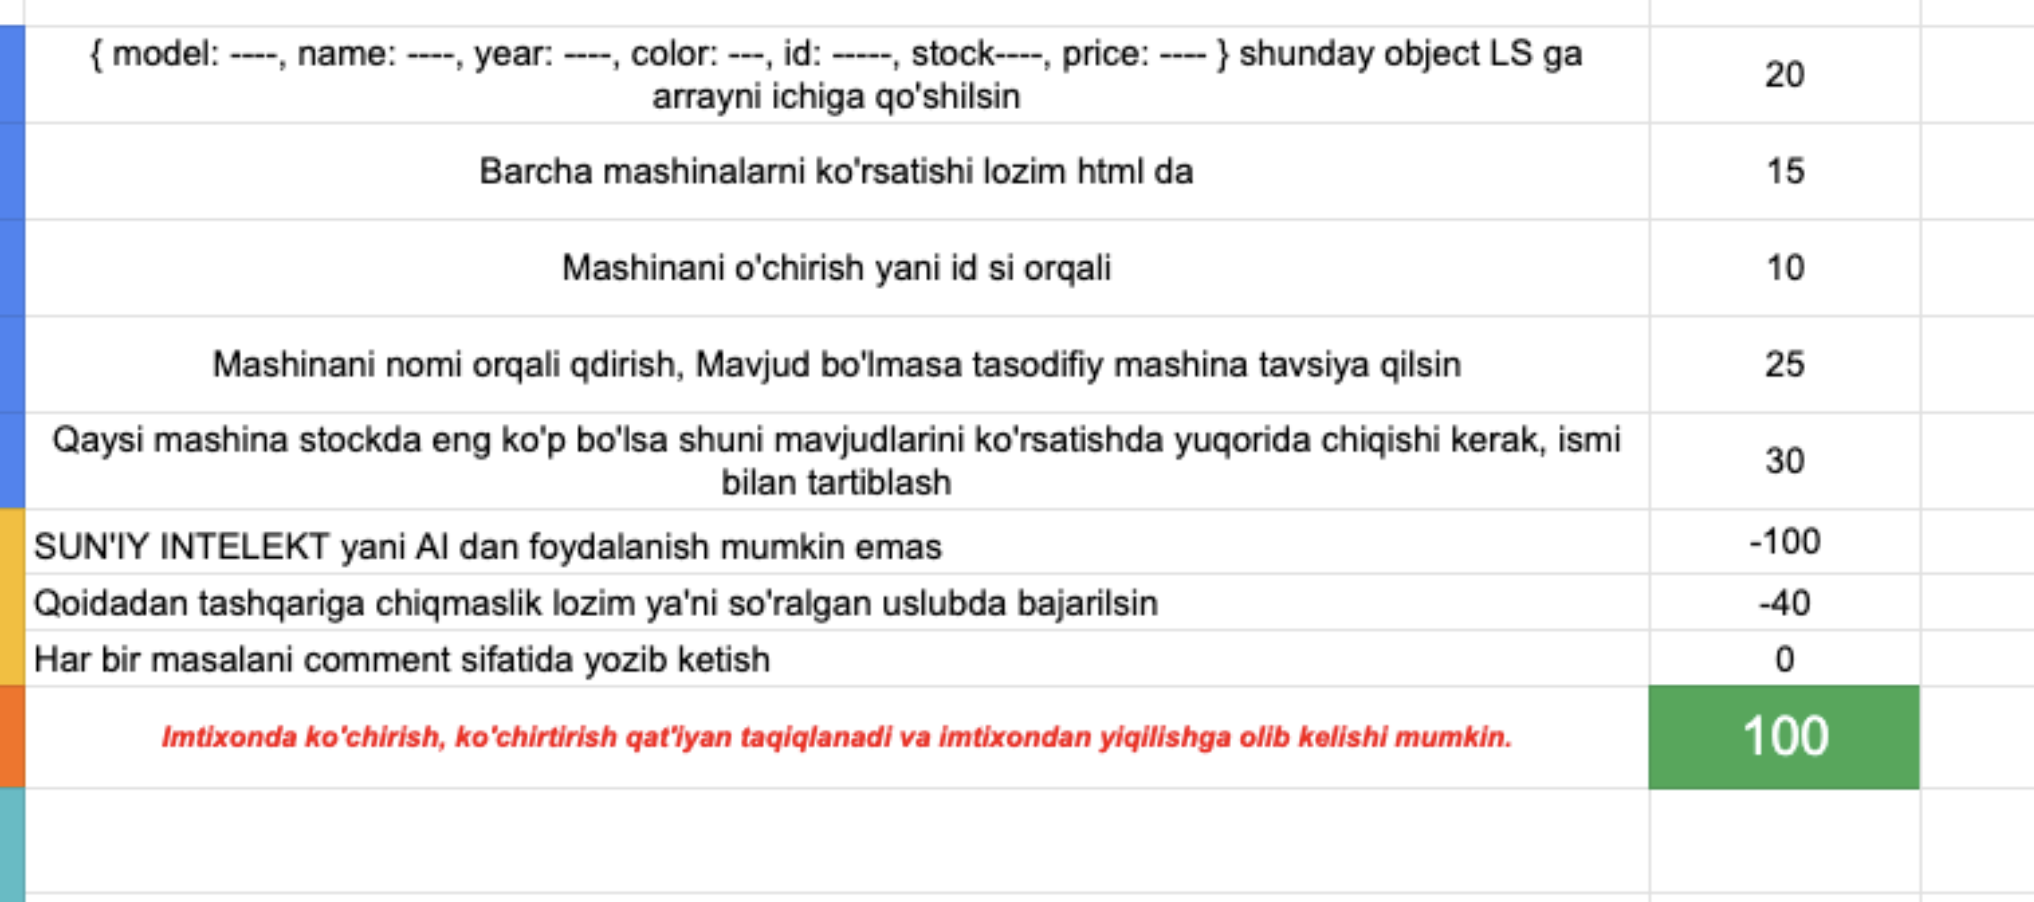 { model: ----, name: ----, year: ----, color: ---, id: -----, stock----, price: ---- } shunday object LS ga
arrayni ichiga qo'shilsin
20
Barcha mashinalarni ko'rsatishi lozim html da
15
Mashinani o'chirish yani id si orqali
10
Mashinani nomi orqali qdirish, Mavjud bo'lmasa tasodifiy mashina tavsiya qilsin
25
Qaysi mashina stockda eng ko'p bo'lsa shuni mavjudlarini ko'rsatishda yuqorida chiqishi kerak, ismi
bilan tartiblash
30
SUN'IY INTELEKT yani AI dan foydalanish mumkin emas
-100
Qoidadan tashqariga chiqmaslik lozim ya'ni so'ralgan uslubda bajarilsin
-40
Har bir masalani comment sifatida yozib ketish
0
Imtixonda ko'chirish, ko'chirtirish qat'iyan taqiqlanadi va imtixondan yiqilishga olib kelishi mumkin.
100